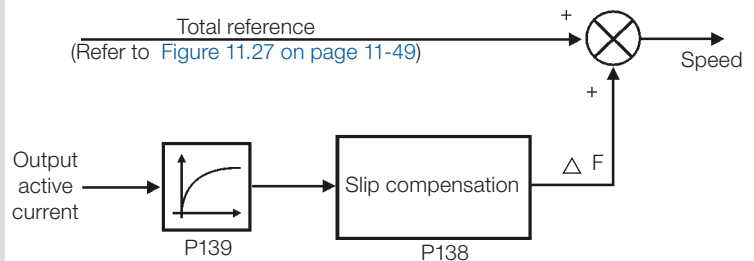 Total reference
(Refer to Figure 11.27 on page 11-49)
+
Speed
+
Output
active
current
P139
Slip compensation
P138
△ F